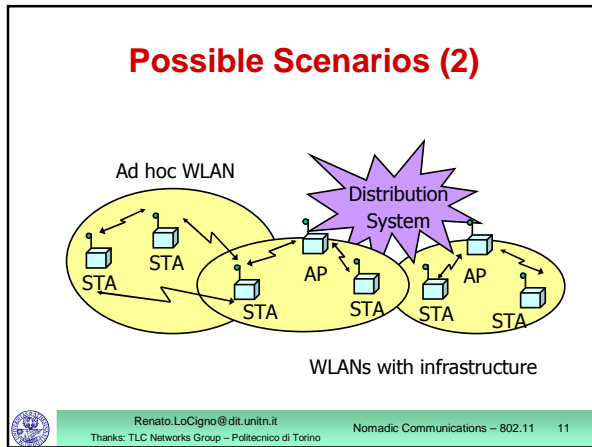 Possible Scenarios (2)
Ad hoc WLAN
Distribution
System
STA
STA
STA
AP
STA
AP
STA
STA
WLANs with infrastructure
Renato.LoCigno@dit.unitn.it
Thanks: TLC Networks Group – Politecnico di Torino
Nomadic Communications – 802.11 11